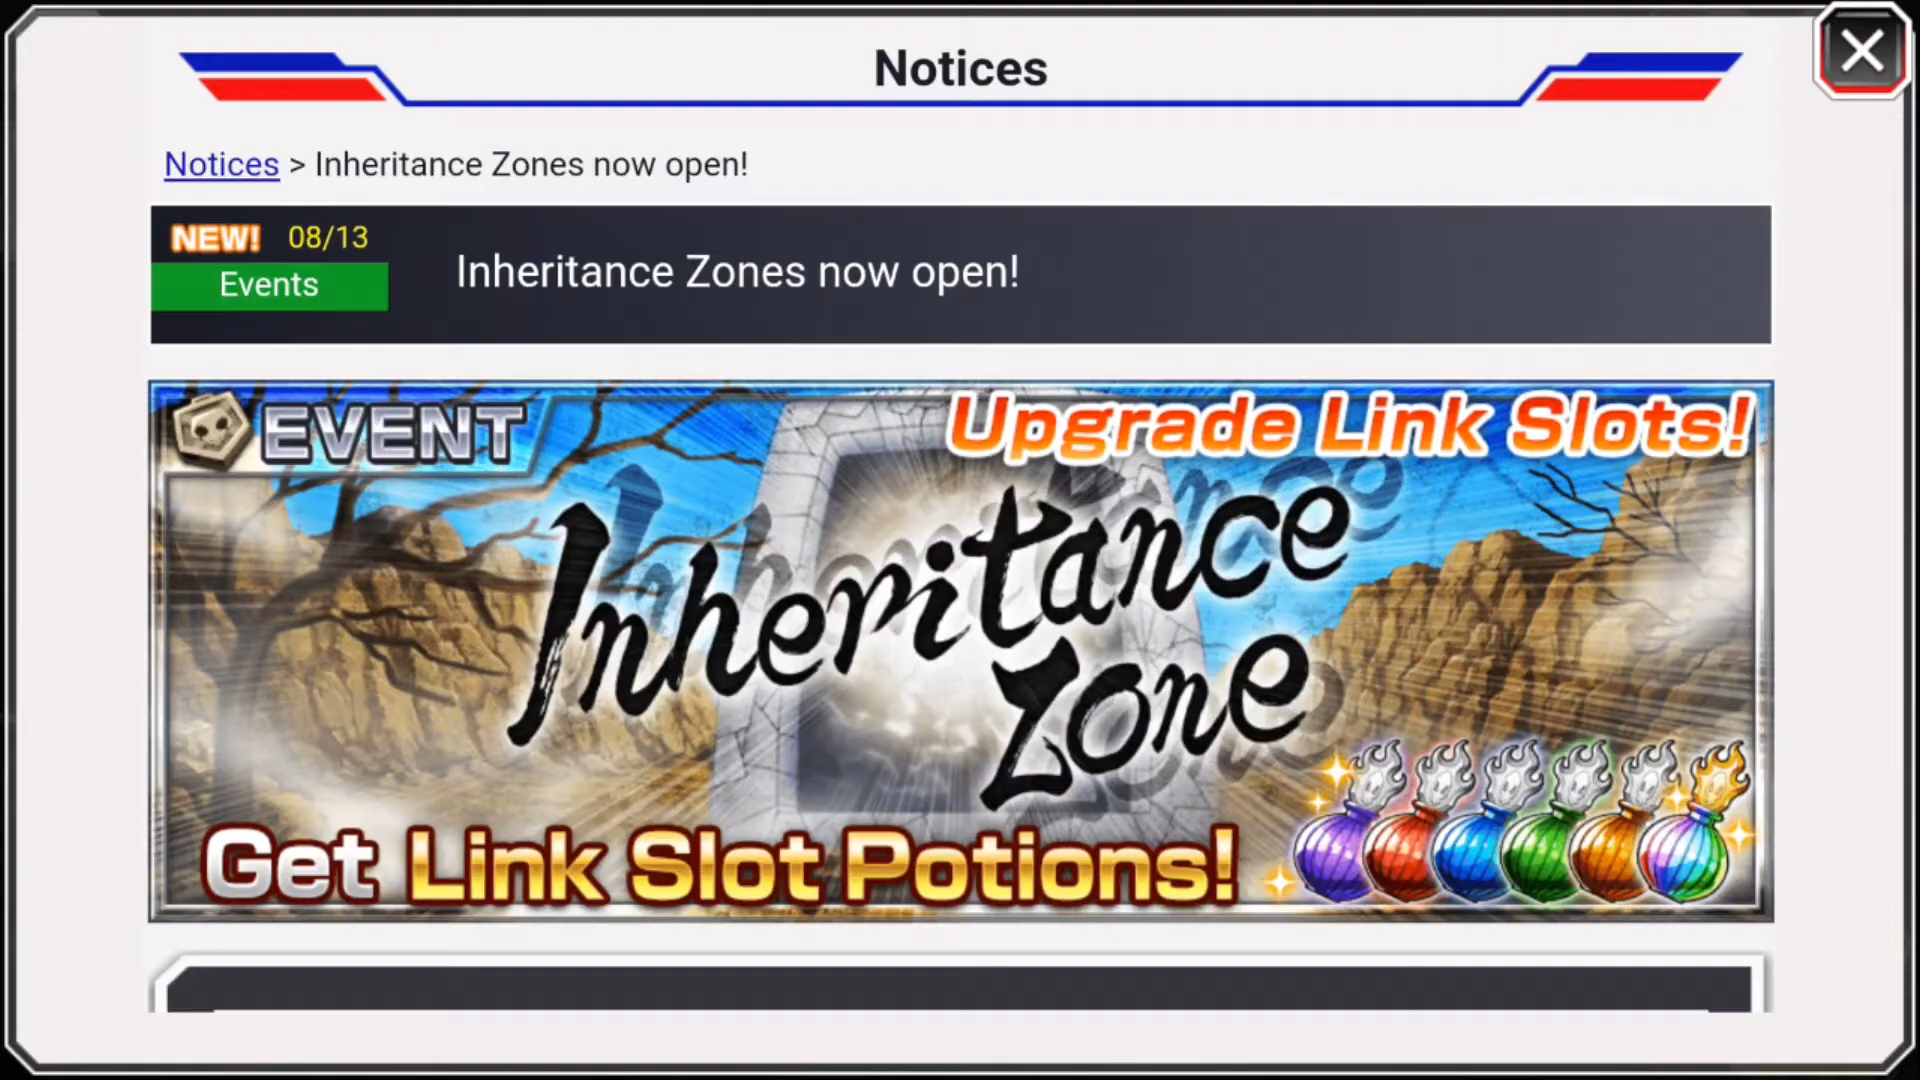 Notices
Notices > Inheritance Zones now open!
NEW! 08/13
Events
Inheritance Zones now open!
EVENT
Upgrade Link Slots!
Inheritance
Zone
Get Link Slot Potions!